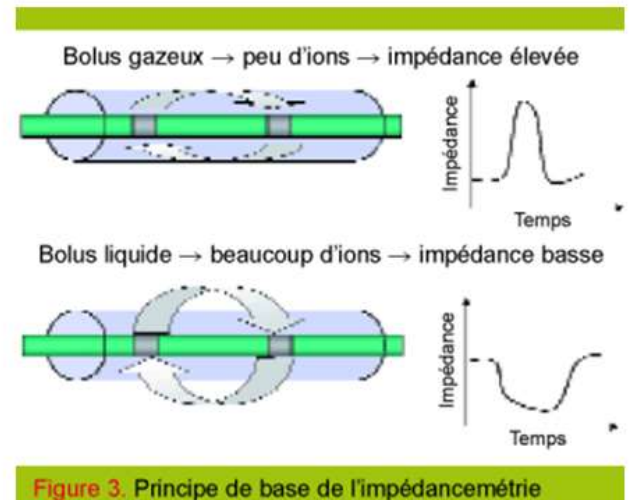 Bolus gazeux → peu d'ions → impédance élevée
Impédance
Temps
Bolus liquide → beaucoup d'ions → impédance basse
Impédance
Temps
Figure 3. Principe de base de l'impédancemétrie